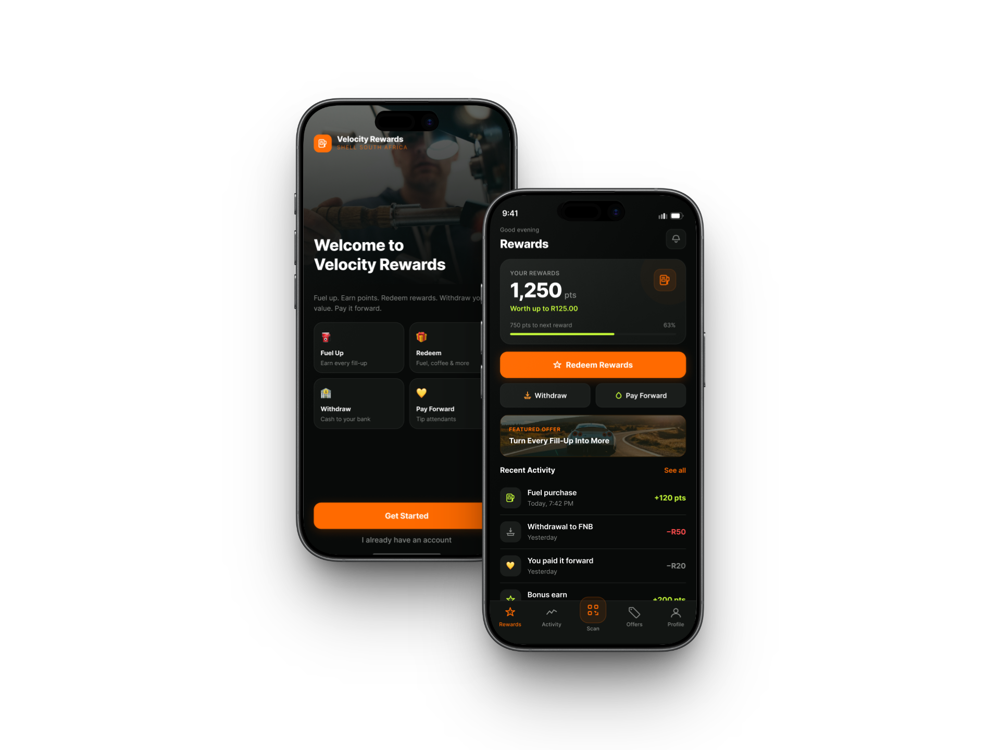 Velocity Rewards
SHELL SOUTH AFRICA
Welcome to
Velocity Rewards
Fuel up. Earn points. Redeem rewards. Withdraw
value. Pay it forward.
Fuel Up
Earn every fill-up
Redeem
Fuel, coffee & more
Withdraw
Cash to your bank
Pay Forward
Tip attendants
Get Started
I already have an account
9:41
Good evening
Rewards
YOUR REWARDS
1,250 pts
Worth up to R125.00
750 pts to next reward 63%
Redeem Rewards
Withdraw
Pay Forward
FEATURED OFFER
Turn Every Fill-Up Into More
Recent Activity See all
Fuel purchase
Today, 7:42 PM
+120 pts
Withdrawal to FNB
Yesterday
−R50
You paid it forward
Yesterday
−R20
Bonus earn
+200 pts
Rewards
Activity
Scan
Offers
Profile